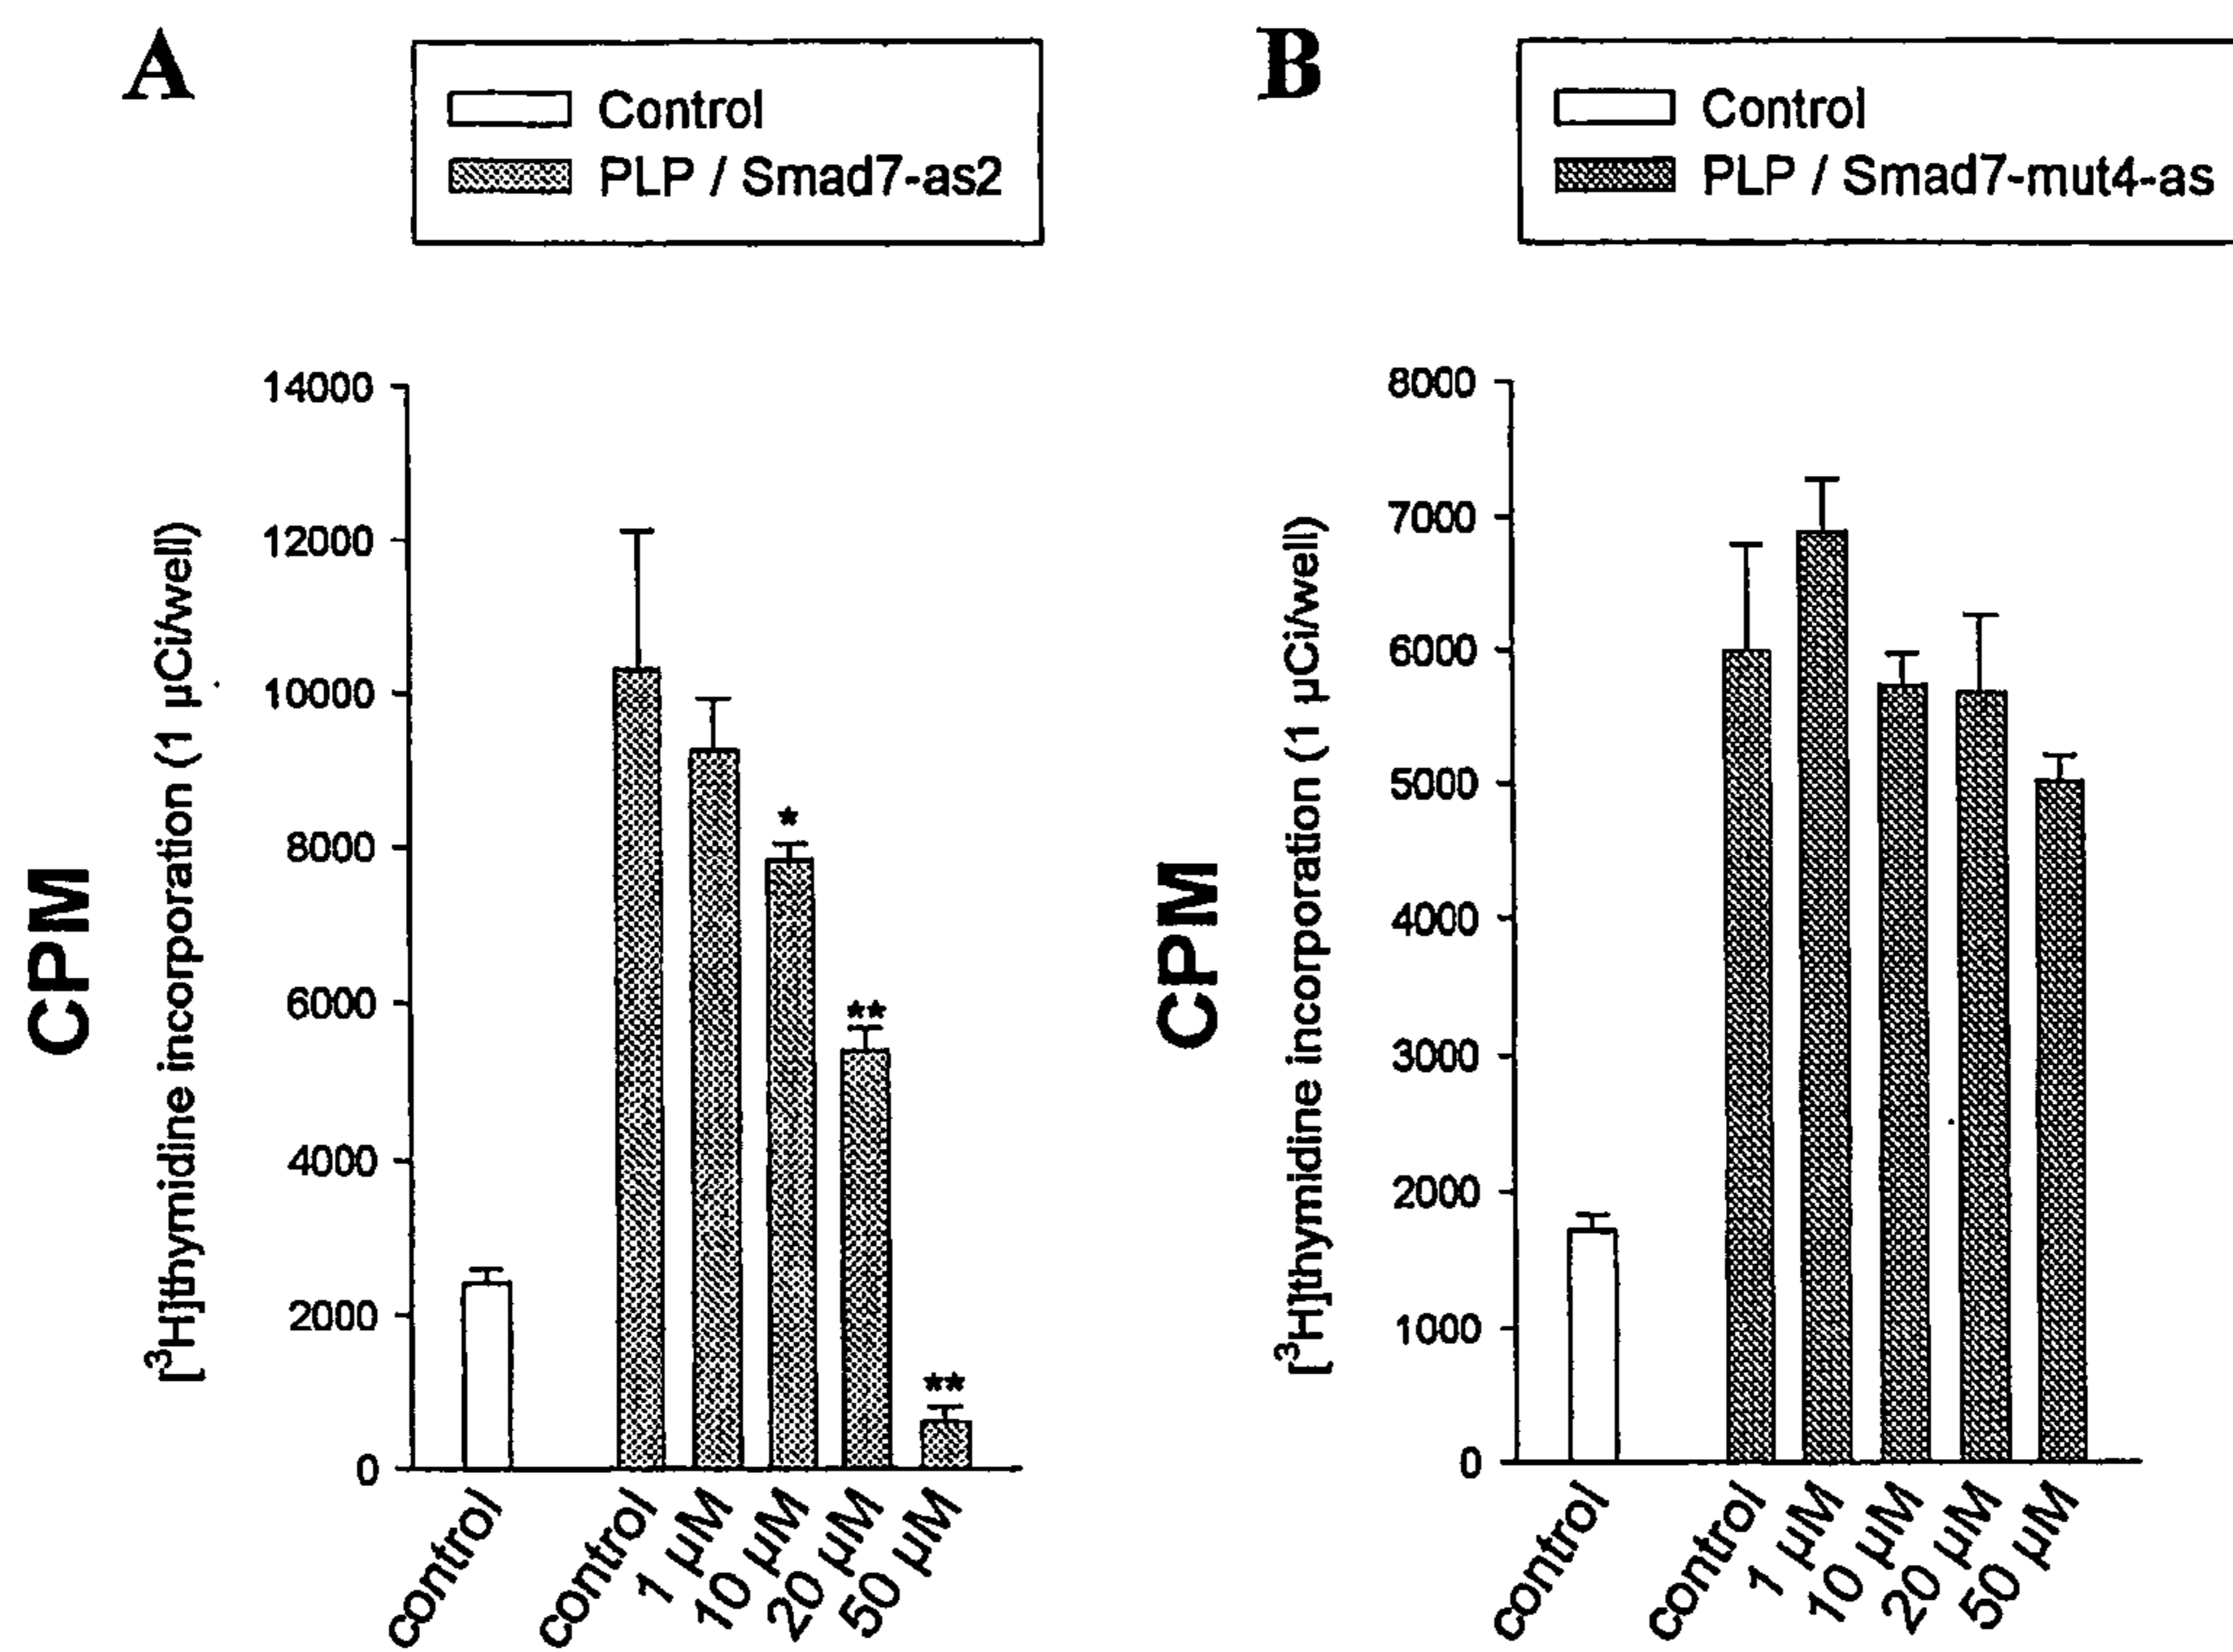 A
Control
PLP / Smad7-as2
CPM
[³H]thymidine incorporation (1 µCi/well)
14000
12000
10000
8000
6000
4000
2000
0
*
**
**
control
control
1 µM
10 µM
20 µM
50 µM
B
Control
PLP / Smad7-mut4-as
CPM
[³H]thymidine incorporation (1 µCi/well)
8000
7000
6000
5000
4000
3000
2000
1000
0
control
control
1 µM
10 µM
20 µM
50 µM